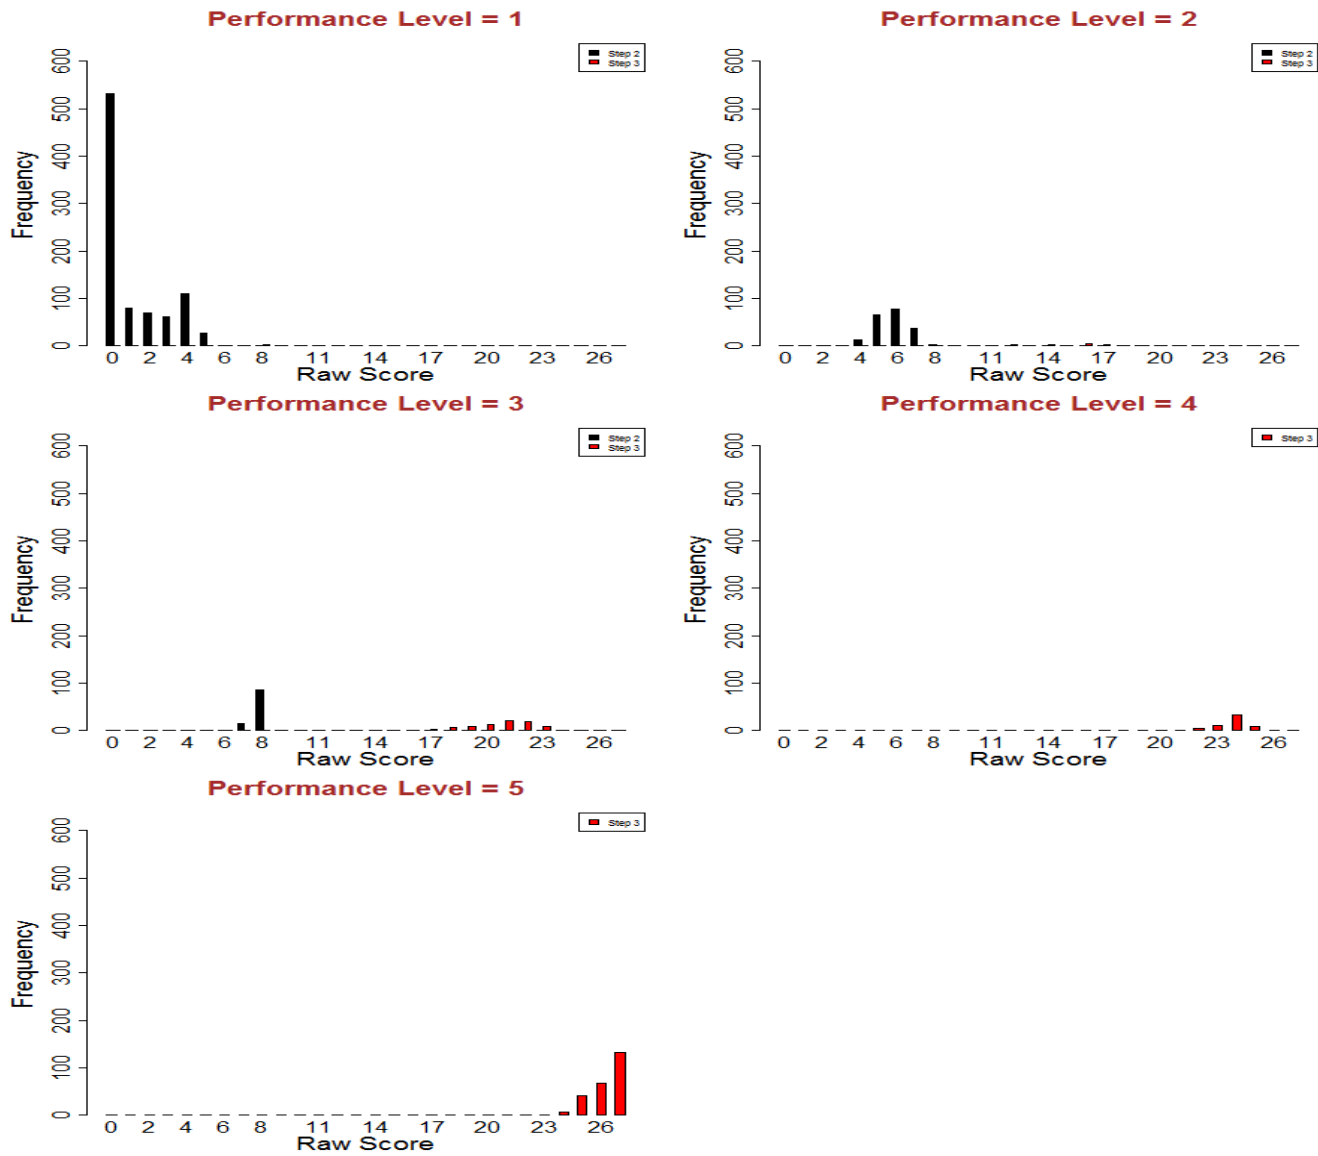 Performance Level = 1
Step 2
Step 3
Frequency
0 100 200 300 400 500 600
0 2 4 6 8 11 14 17 20 23 26
Raw Score
Performance Level = 2
Step 2
Step 3
Frequency
0 100 200 300 400 500 600
0 2 4 6 8 11 14 17 20 23 26
Raw Score
Performance Level = 3
Step 2
Step 3
Frequency
0 100 200 300 400 500 600
0 2 4 6 8 11 14 17 20 23 26
Raw Score
Performance Level = 4
Step 3
Frequency
0 100 200 300 400 500 600
0 2 4 6 8 11 14 17 20 23 26
Raw Score
Performance Level = 5
Step 3
Frequency
0 100 200 300 400 500 600
0 2 4 6 8 11 14 17 20 23 26
Raw Score